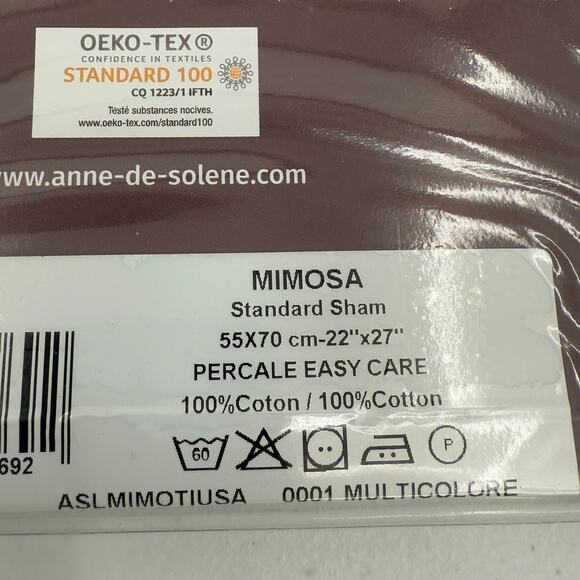 OEKO-TEX®
CONFIDENCE IN TEXTILES
STANDARD 100
CQ 1223/1 IFTH
Testé substances nocives.
www.oeko-tex.com/standard100
www.anne-de-solene.com
MIMOSA
Standard Sham
55X70 cm-22"x27"
PERCALE EASY CARE
100%Coton / 100%Cotton
60 P
692
ASLMIMOTIUSA 0001 MULTICOLORE